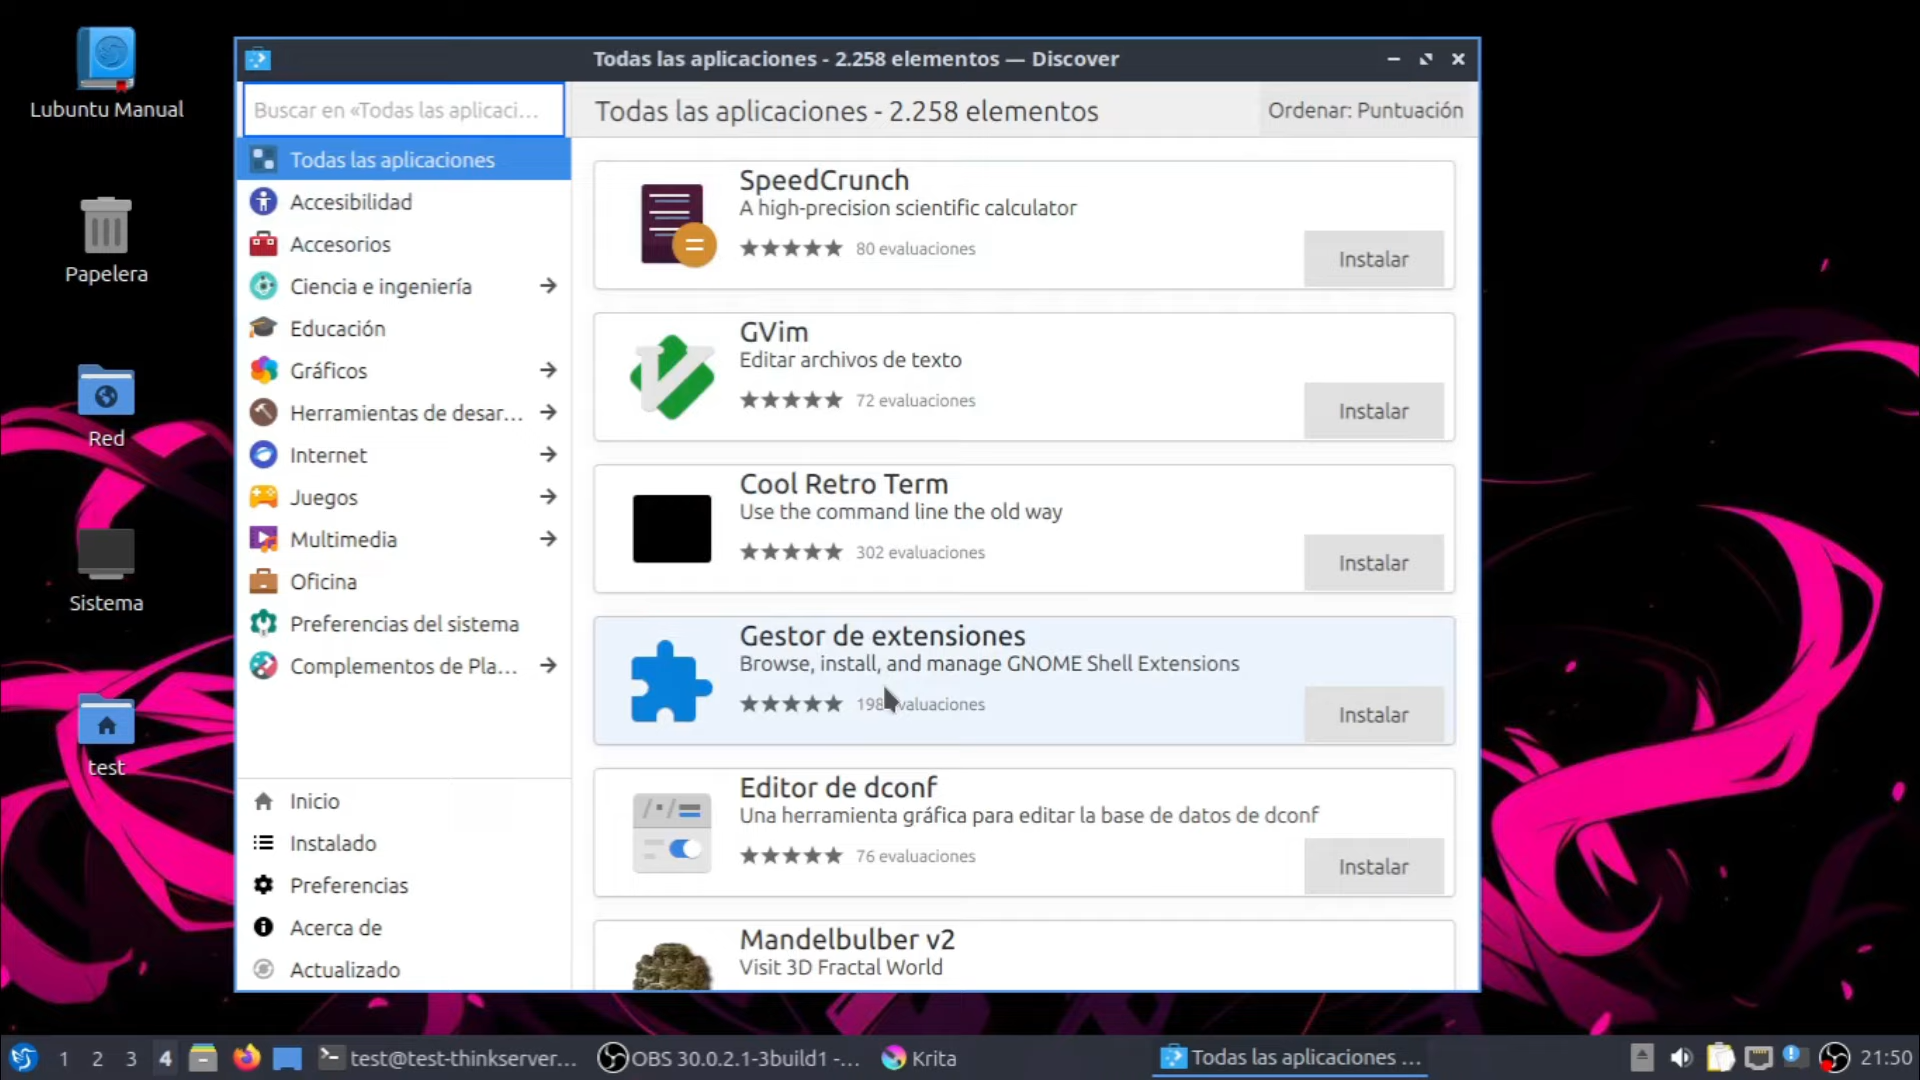 Lubuntu Manual
Papelera
Red
Sistema
test
Todas las aplicaciones - 2.258 elementos — Discover
Buscar en «Todas las aplicaci...
Todas las aplicaciones - 2.258 elementos
Ordenar: Puntuación
Todas las aplicaciones
Accesibilidad
Accesorios
Ciencia e ingeniería
Educación
Gráficos
Herramientas de desar...
Internet
Juegos
Multimedia
Oficina
Preferencias del sistema
Complementos de Pla...
Inicio
Instalado
Preferencias
Acerca de
Actualizado
SpeedCrunch
A high-precision scientific calculator
80 evaluaciones
Instalar
GVim
Editar archivos de texto
72 evaluaciones
Instalar
Cool Retro Term
Use the command line the old way
302 evaluaciones
Instalar
Gestor de extensiones
Browse, install, and manage GNOME Shell Extensions
198 evaluaciones
Instalar
Editor de dconf
Una herramienta gráfica para editar la base de datos de dconf
76 evaluaciones
Instalar
Mandelbulber v2
Visit 3D Fractal World
1 2 3 4
test@test-thinkserver...
OBS 30.0.2.1-3build1 -...
Krita
Todas las aplicaciones ...
21:50